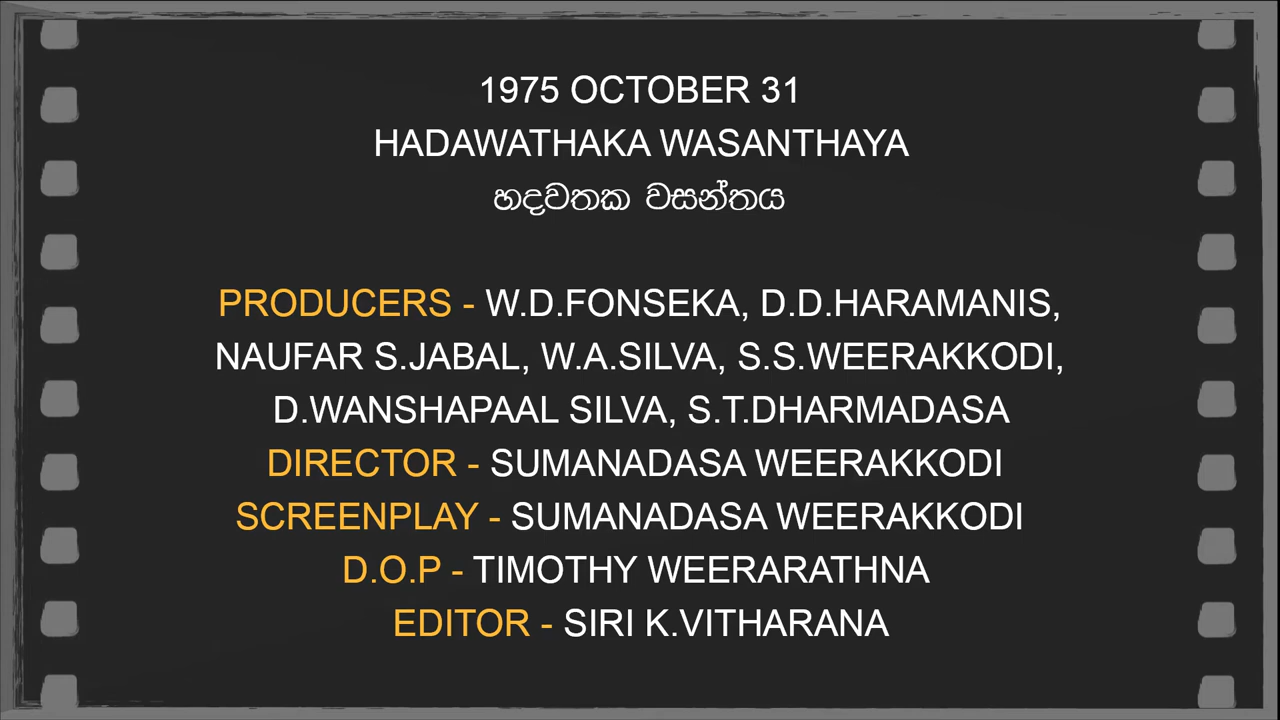 1975 OCTOBER 31
HADAWATHAKA WASANTHAYA
හදවතක වසන්තය
PRODUCERS - W.D.FONSEKA, D.D.HARAMANIS,
NAUFAR S.JABAL, W.A.SILVA, S.S.WEERAKKODI,
D.WANSHAPAAL SILVA, S.T.DHARMADASA
DIRECTOR - SUMANADASA WEERAKKODI
SCREENPLAY - SUMANADASA WEERAKKODI
D.O.P - TIMOTHY WEERARATHNA
EDITOR - SIRI K.VITHARANA